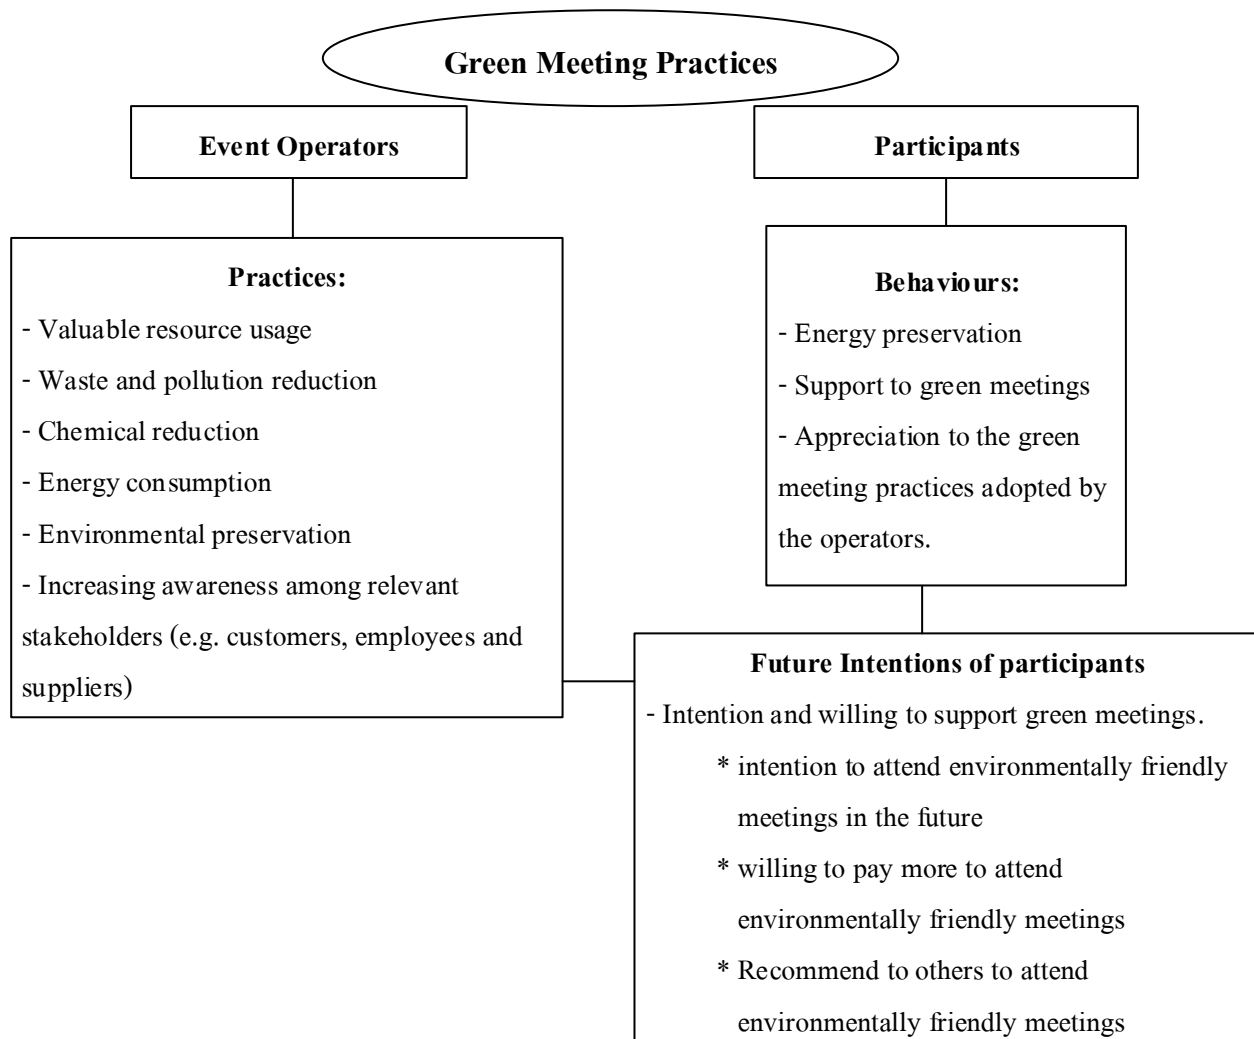 Green Meeting Practices
Event Operators
Participants
Practices:
- Valuable resource usage
- Waste and pollution reduction
- Chemical reduction
- Energy consumption
- Environmental preservation
- Increasing awareness among relevant
stakeholders (e.g. customers, employees and
suppliers)
Behaviours:
- Energy preservation
- Support to green meetings
- Appreciation to the green
meeting practices adopted by
the operators.
Future Intentions of participants
- Intention and willing to support green meetings.
* intention to attend environmentally friendly
meetings in the future
* willing to pay more to attend
environmentally friendly meetings
* Recommend to others to attend
environmentally friendly meetings